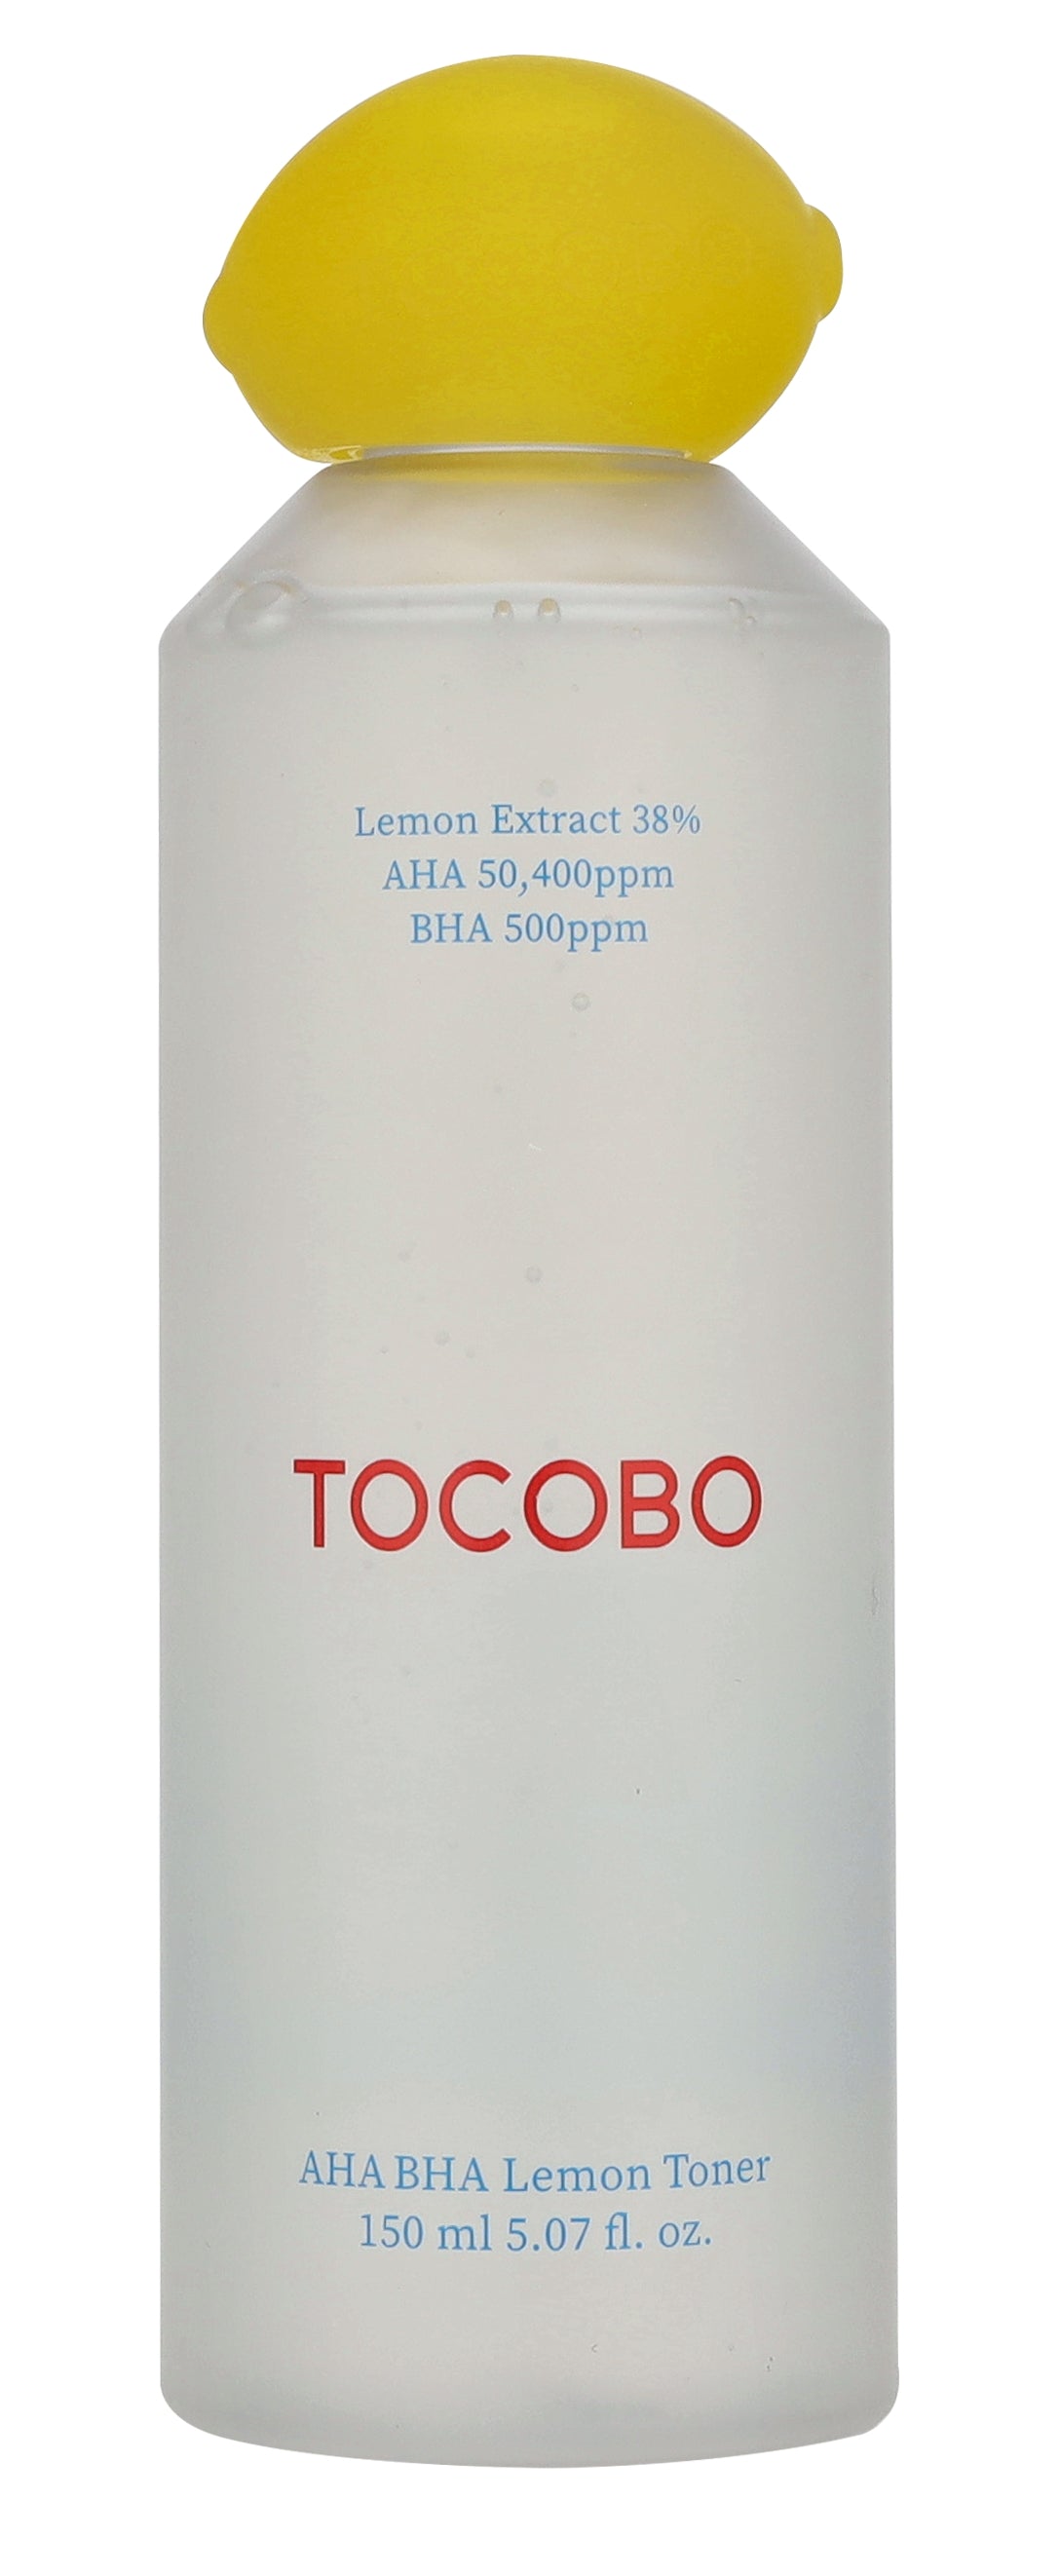 Lemon Extract 38%
AHA 50,400ppm
BHA 500ppm
TOCOBO
AHA BHA Lemon Toner
150 ml 5.07 fl. oz.